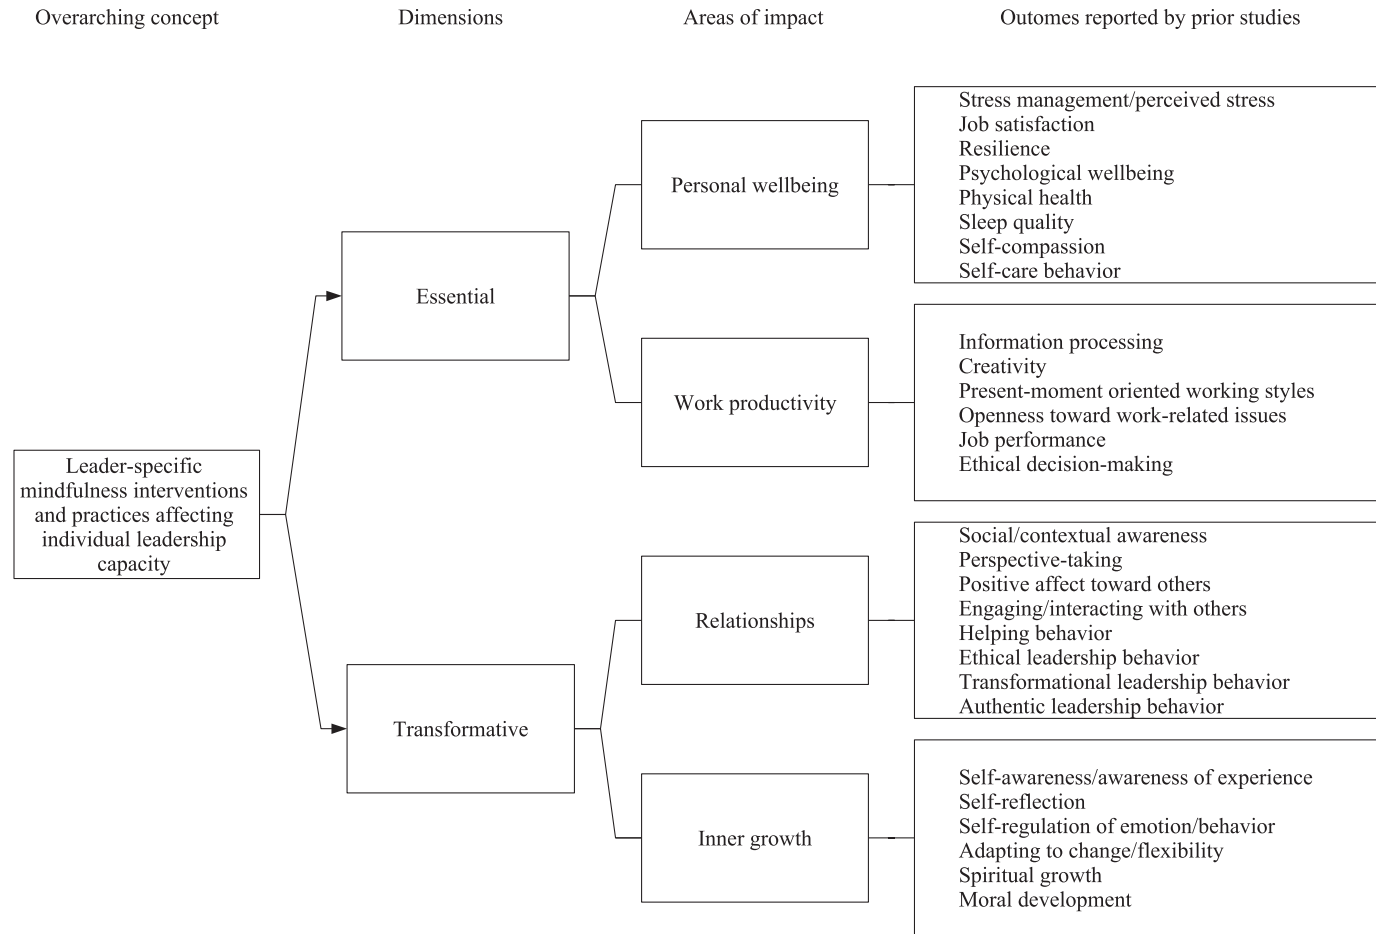 Overarching concept
Dimensions
Areas of impact
Outomes reported by prior studies
Leader-specific
mindfulness interventions
and practices affecting
individual leadership
capacity
Essential
Transformative
Personal wellbeing
Work productivity
Relationships
Inner growth
Stress management/perceived stress
Job satisfaction
Resilience
Psychological wellbeing
Physical health
Sleep quality
Self-compassion
Self-care behavior
Information processing
Creativity
Present-moment oriented working styles
Openness toward work-related issues
Job performance
Ethical decision-making
Social/contextual awareness
Perspective-taking
Positive affect toward others
Engaging/interacting with others
Helping behavior
Ethical leadership behavior
Transformational leadership behavior
Authentic leadership behavior
Self-awareness/awareness of experience
Self-reflection
Self-regulation of emotion/behavior
Adapting to change/flexibility
Spiritual growth
Moral development